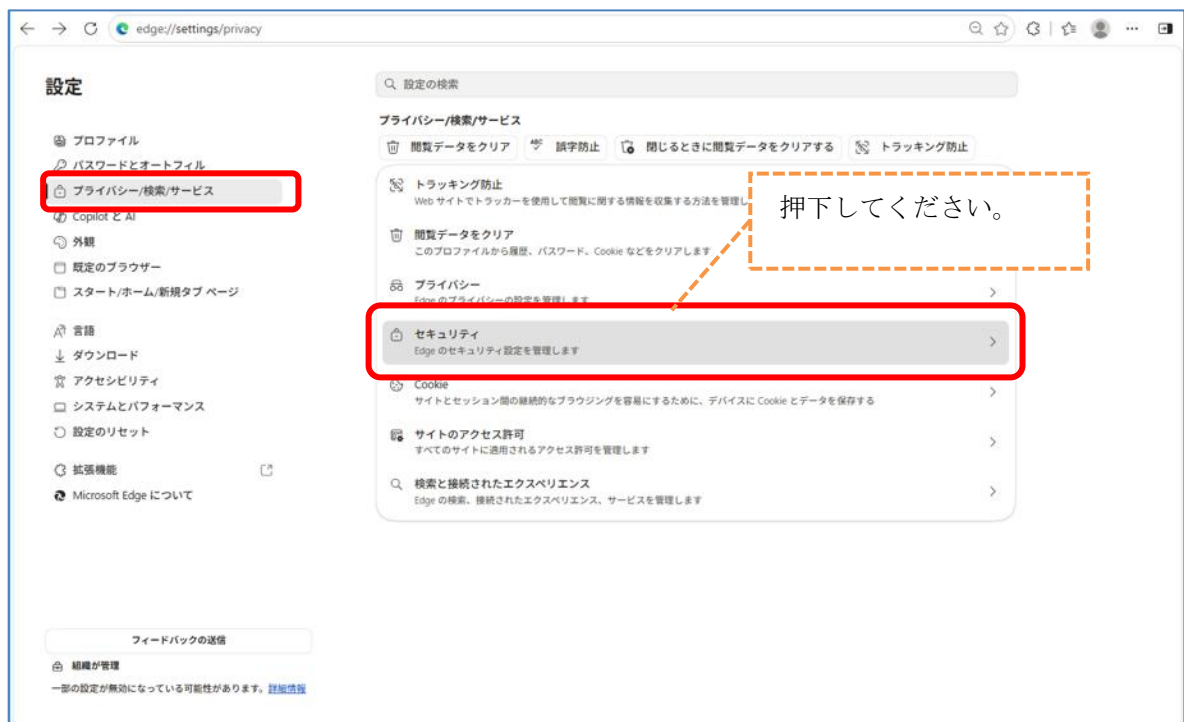 edge://settings/privacy
設定
設定の検索
プロファイル
パスワードとオートフィル
プライバシー/検索/サービス
Copilot と AI
外観
既定のブラウザー
スタート/ホーム/新規タブ ページ
言語
ダウンロード
アクセシビリティ
システムとパフォーマンス
設定のリセット
拡張機能
Microsoft Edge について
フィードバックの送信
組織が管理
一部の設定が無効になっている可能性があります。詳細情報
プライバシー/検索/サービス
閲覧データをクリア
誤字防止
閉じるときに閲覧データをクリアする
トラッキング防止
トラッキング防止
Web サイトでトラッカーを使用して閲覧に関する情報を収集する方法を管理し
押下してください。
閲覧データをクリア
このプロファイルから履歴、パスワード、Cookie などをクリアします
プライバシー
Edge のプライバシーの設定を管理します
セキュリティ
Edge のセキュリティ設定を管理します
Cookie
サイトとセッション間の継続的なブラウジングを容易にするために、デバイスに Cookie とデータを保存する
サイトのアクセス許可
すべてのサイトに適用されるアクセス許可を管理します
検索と接続されたエクスペリエンス
Edge の検索、接続されたエクスペリエンス、サービスを管理します